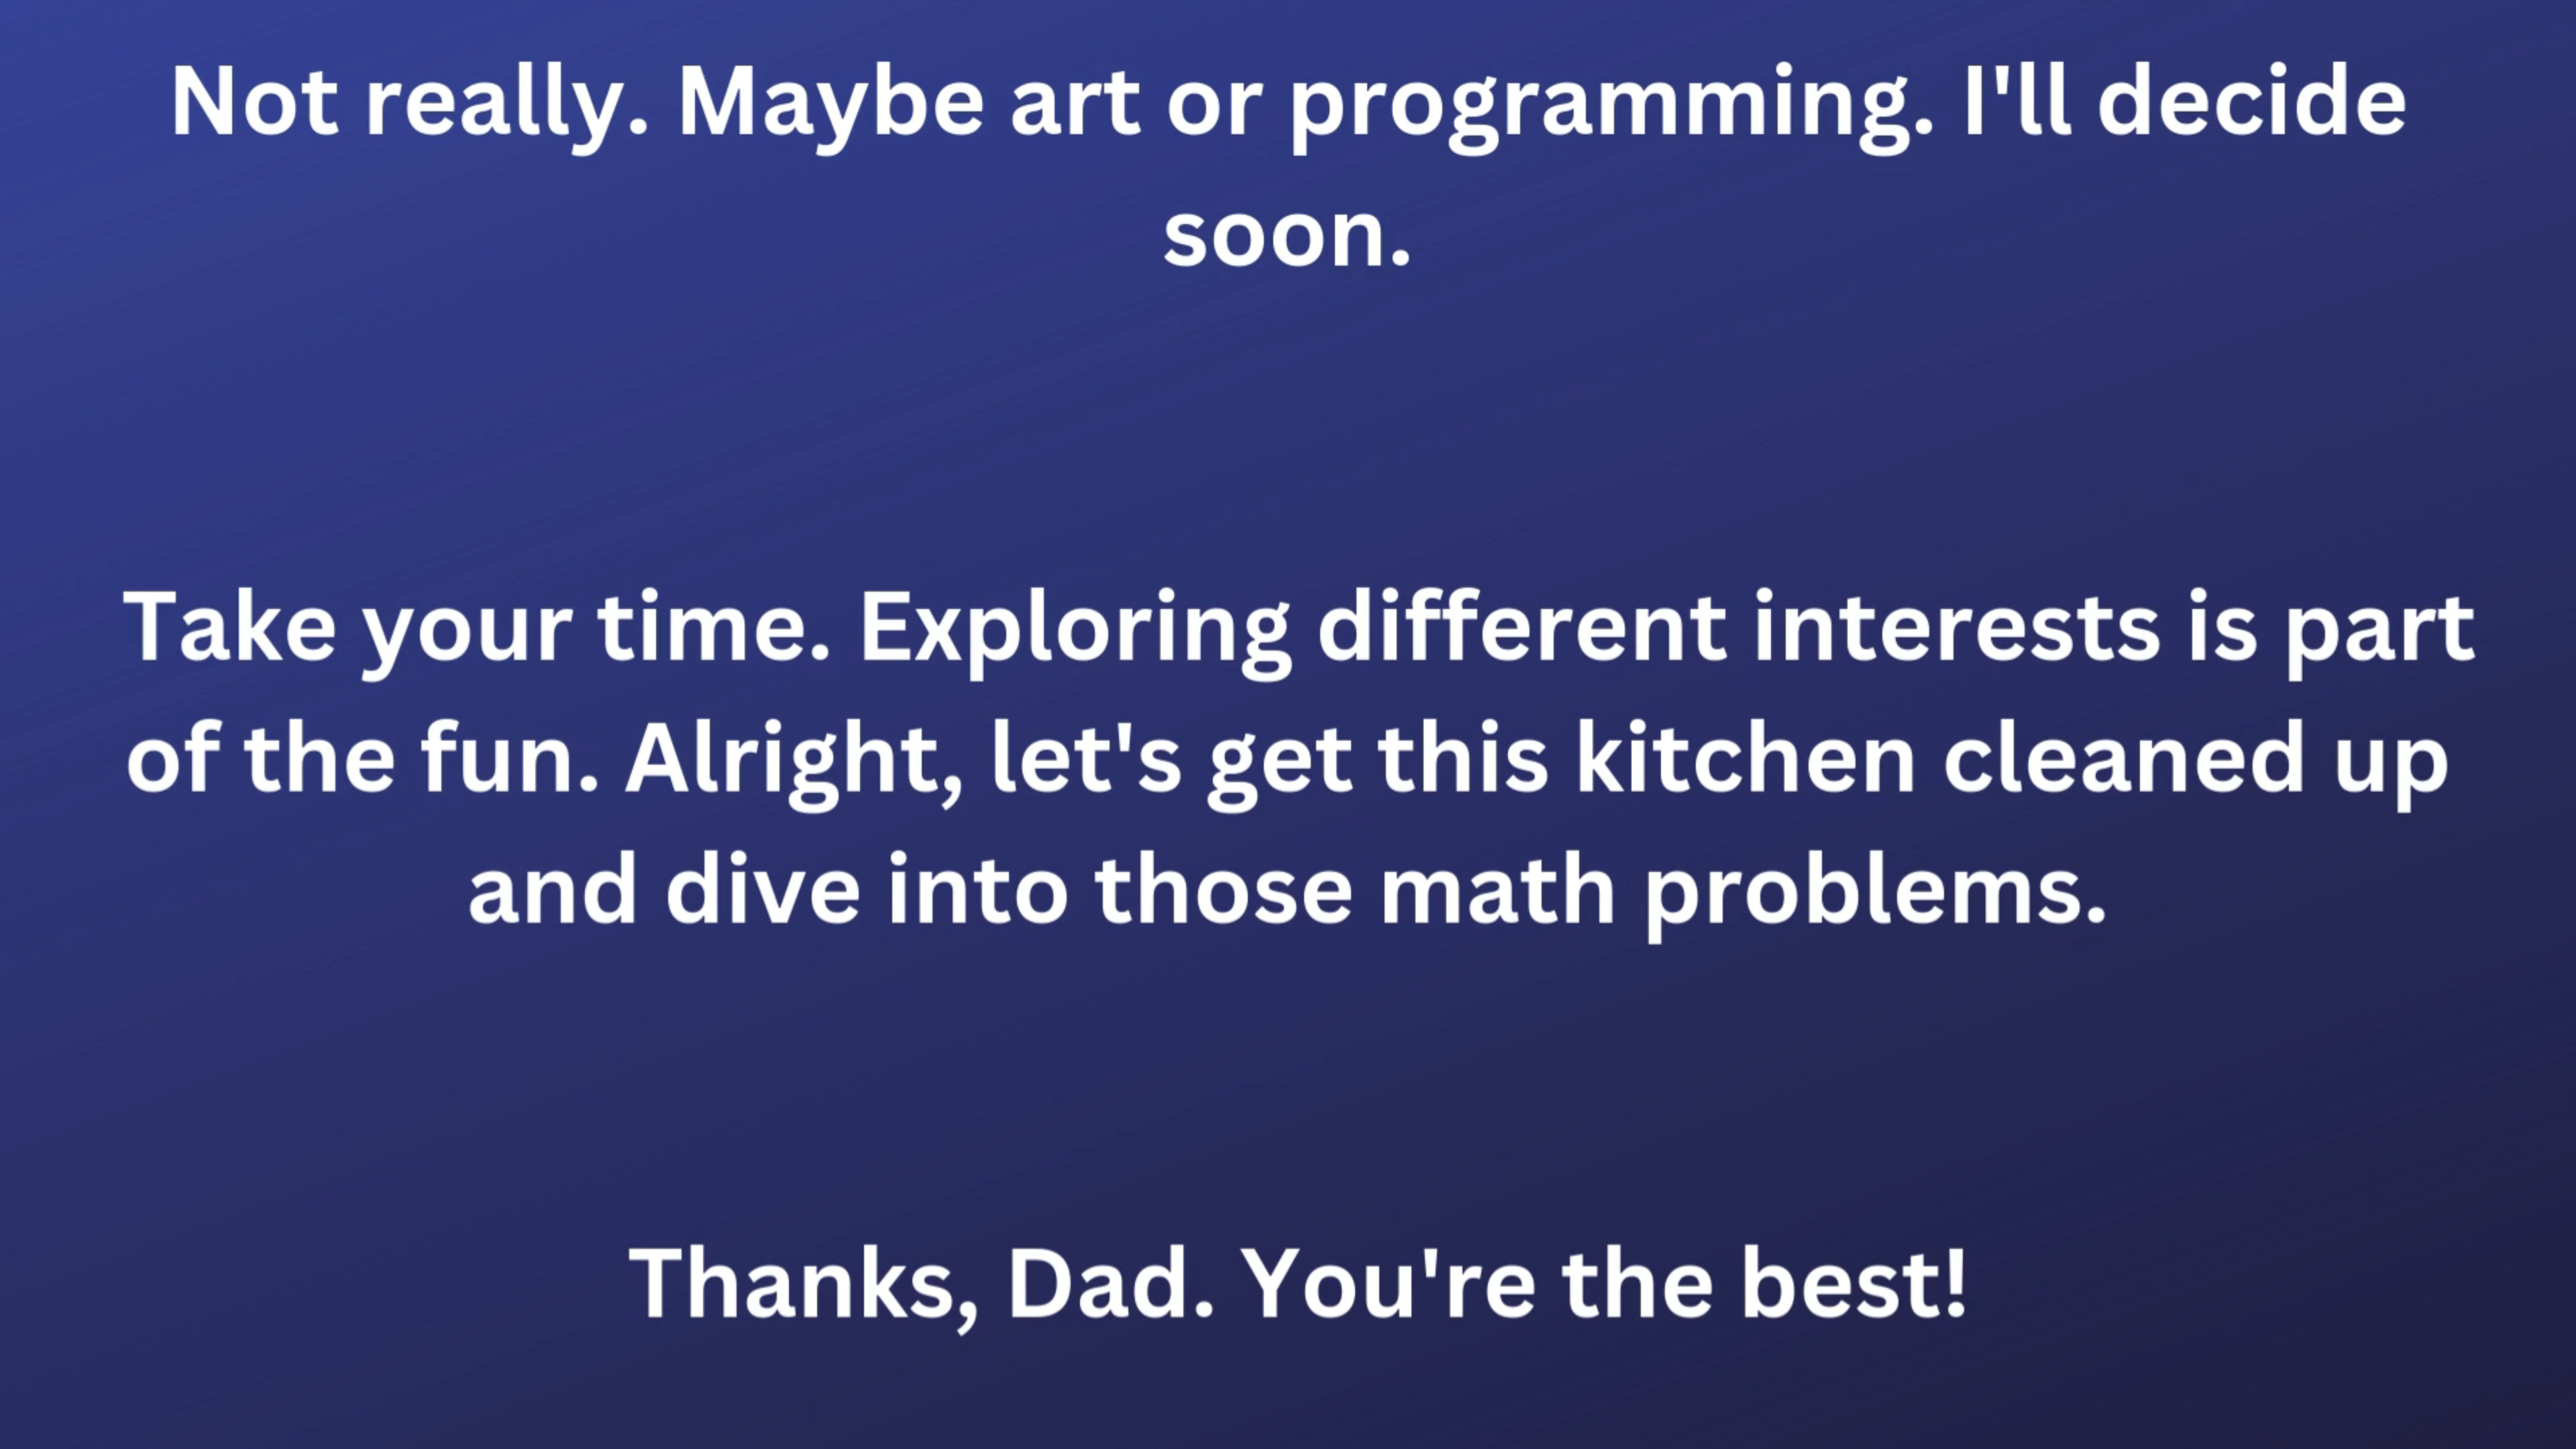 Not really. Maybe art or programming. I'll decide
soon.
Take your time. Exploring different interests is part
of the fun. Alright, let's get this kitchen cleaned up
and dive into those math problems.
Thanks, Dad. You're the best!